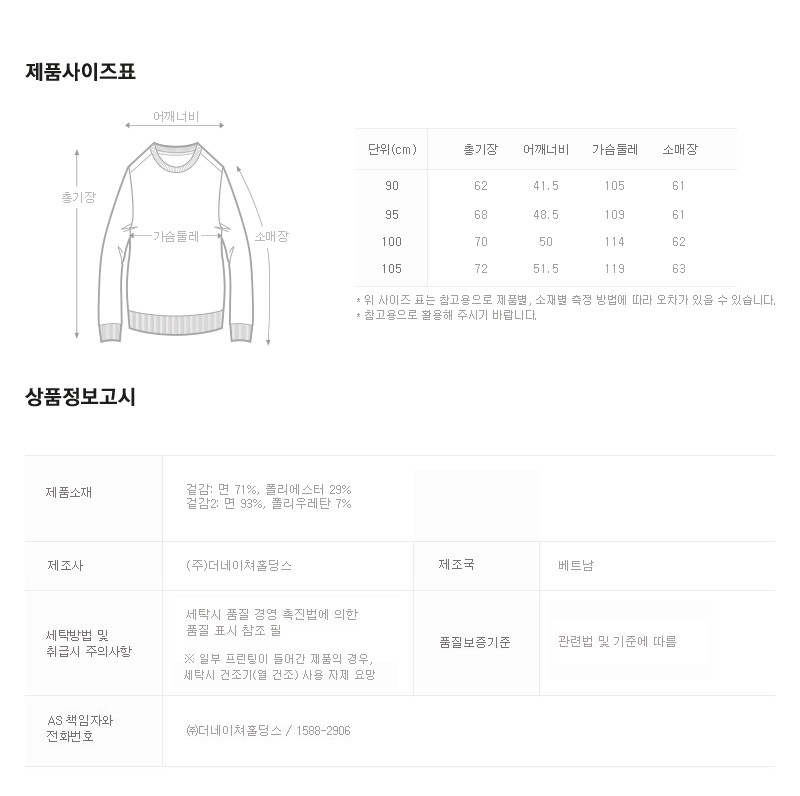 제품사이즈표
어깨너비
총기장
가슴둘레
소매장
단위(cm) 총기장 어깨너비 가슴둘레 소매장
90 62 41.5 105 61
95 68 48.5 109 61
100 70 50 114 62
105 72 51.5 119 63
* 위 사이즈 표는 참고용으로 제품별, 소재별 측정 방법에 따라 오차가 있을 수 있습니다.
* 참고용으로 활용해 주시기 바랍니다.
상품정보고시
제품소재
겉감: 면 71%, 폴리에스터 29%
겉감2: 면 93%, 폴리우레탄 7%
제조사 (주)더네이쳐홀딩스 제조국 베트남
세탁방법 및
취급시 주의사항
세탁시 품질 경영 촉진법에 의한
품질 표시 참조 필
※ 일부 프린팅이 들어간 제품의 경우,
세탁시 건조기(열 건조) 사용 자제 요망
품질보증기준 관련법 및 기준에 따름
AS 책임자와
전화번호
㈜더네이쳐홀딩스 / 1588-2906